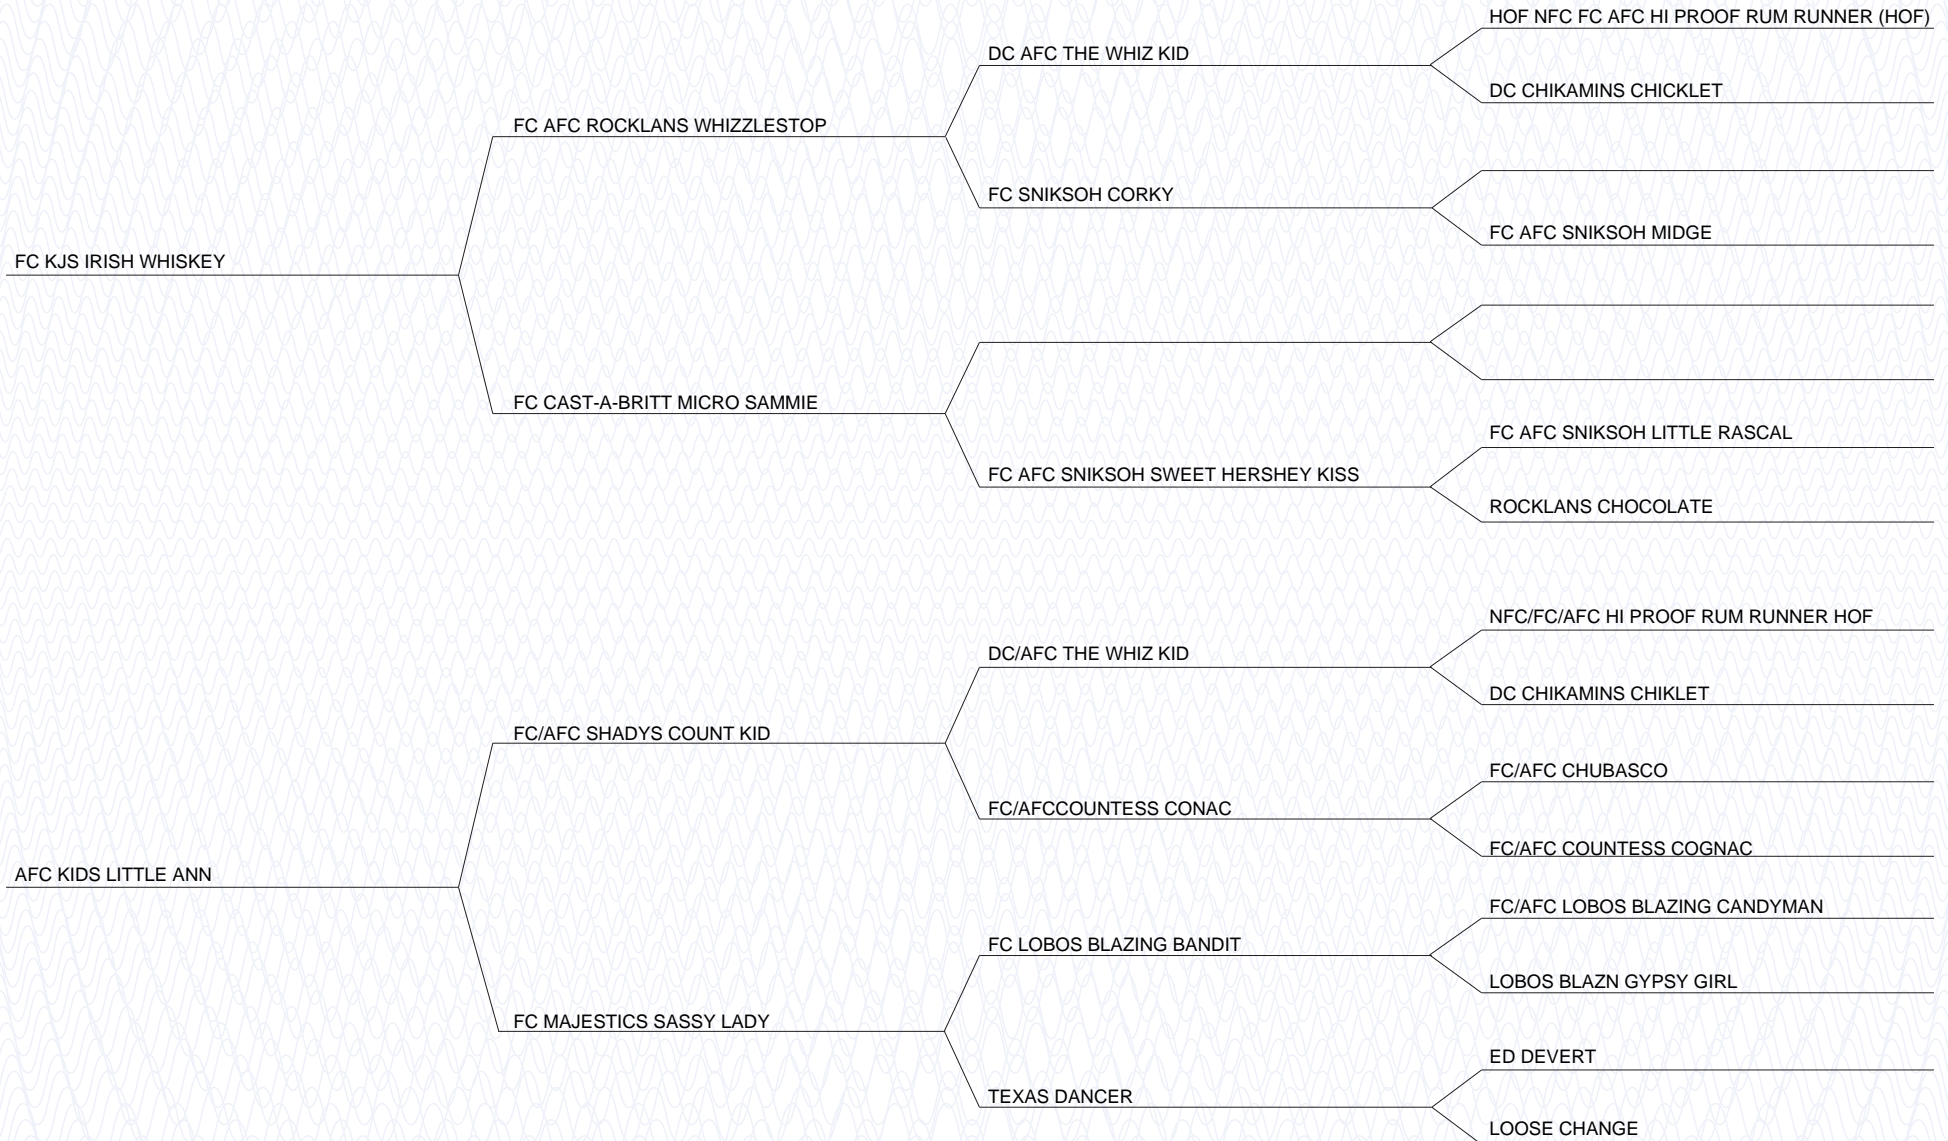 HOF NFC FC AFC HI PROOF RUM RUNNER (HOF)
DC AFC THE WHIZ KID
DC CHIKAMINS CHICKLET
FC AFC ROCKLANS WHIZZLESTOP
FC SNIKSOH CORKY
FC AFC SNIKSOH MIDGE
FC KJS IRISH WHISKEY
FC CAST-A-BRITT MICRO SAMMIE
FC AFC SNIKSOH LITTLE RASCAL
FC AFC SNIKSOH SWEET HERSHEY KISS
ROCKLANS CHOCOLATE
NFC/FC/AFC HI PROOF RUM RUNNER HOF
DC/AFC THE WHIZ KID
DC CHIKAMINS CHIKLET
FC/AFC SHADYS COUNT KID
FC/AFC CHUBASCO
FC/AFCCOUNTESS CONAC
FC/AFC COUNTESS COGNAC
AFC KIDS LITTLE ANN
FC/AFC LOBOS BLAZING CANDYMAN
FC LOBOS BLAZING BANDIT
LOBOS BLAZN GYPSY GIRL
FC MAJESTICS SASSY LADY
ED DEVERT
TEXAS DANCER
LOOSE CHANGE